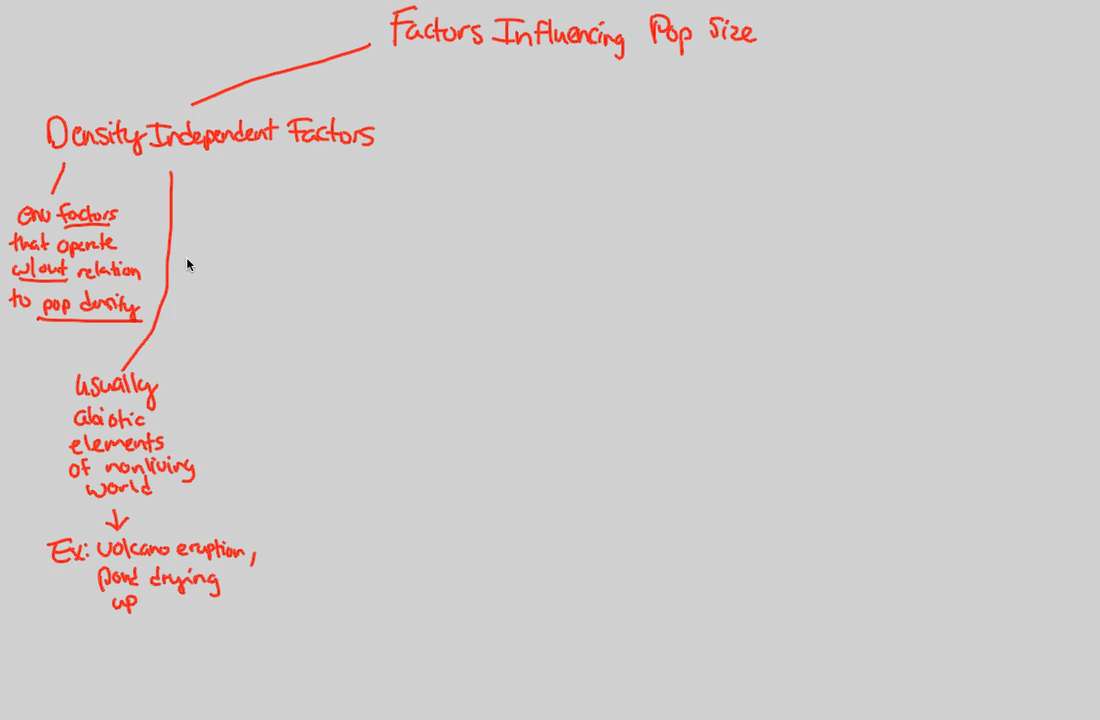 Factors Influencing Pop Size
Density Independent Factors
env factors
that operate
w/out relation
to pop density
usually
abiotic
elements
of nonliving
world
Ex: volcano eruption,
pond drying
up